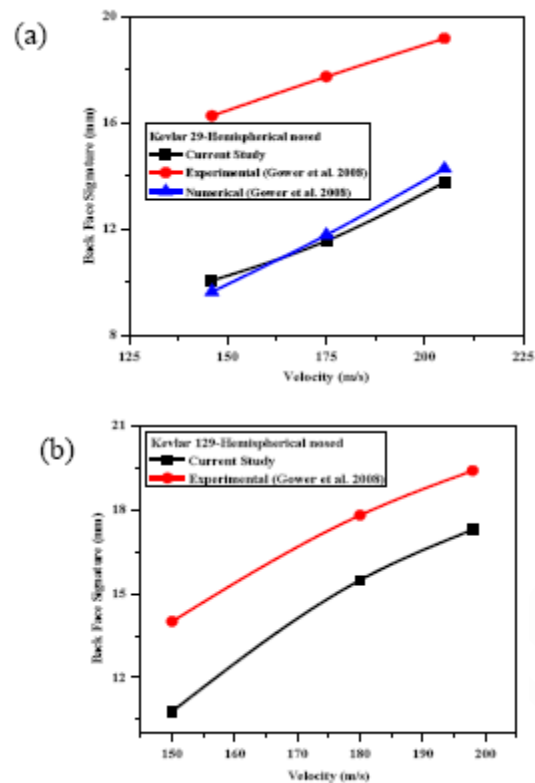 (a)
20
16
12
8
Back Face Signature (mm)
Kevlar 29-Hemispherical nosed
Current Study
Experimental (Gower et al. 2008)
Numerical (Gower et al. 2008)
125
150
175
200
225
Velocity (m/s)
(b)
21
18
15
12
Back Face Signature (mm)
Kevlar 129-Hemispherical nosed
Current Study
Experimental (Gower et al. 2008)
150
160
170
180
190
200
Velocity (m/s)